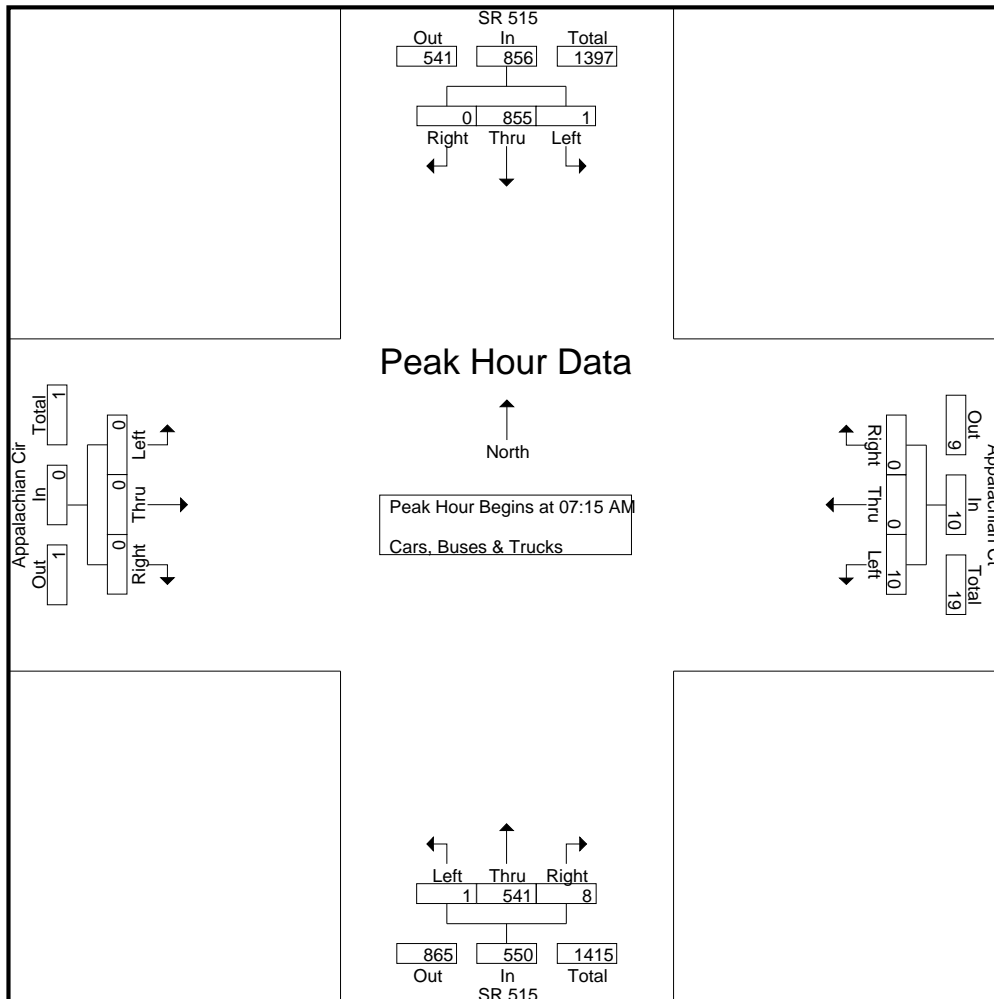 SR 515
Out In Total
541 856 1397
0 855 1
Right Thru Left
Peak Hour Data
North
Peak Hour Begins at 07:15 AM
Cars, Buses & Trucks
Appalachian Cir
Out In Total
1 0 1
0 0 0
Right Thru Left
Out In Total
9 10 19
0 0 10
Right Thru Left
Left Thru Right
1 541 8
865 550 1415
Out In Total
SR 515